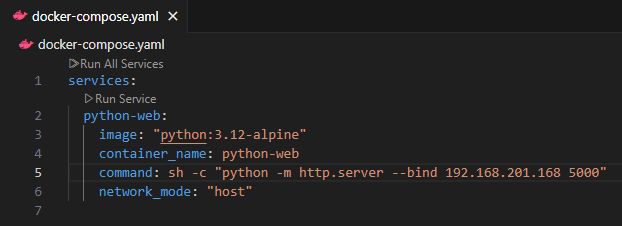 docker-compose.yaml ×
docker-compose.yaml
Run All Services
1 services:
Run Service
2 python-web:
3 image: "python:3.12-alpine"
4 container_name: python-web
5 command: sh -c "python -m http.server --bind 192.168.201.168 5000"
6 network_mode: "host"
7